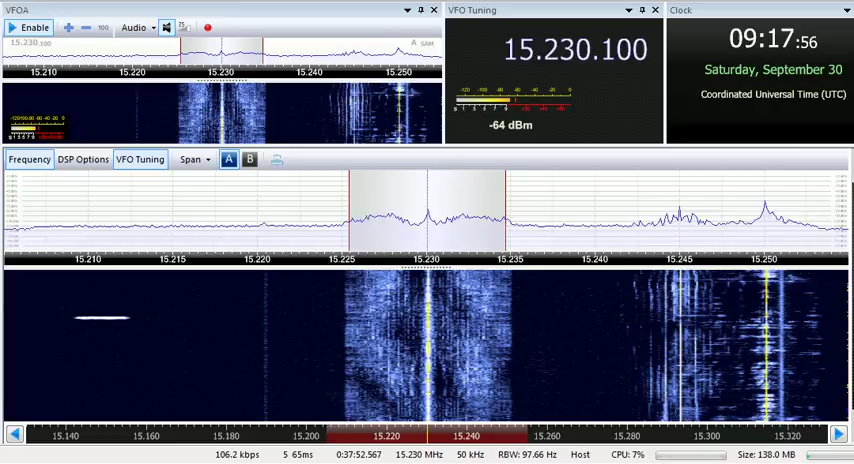 VFOA
Enable 100 Audio 75
15.230.100 A SAM
15.210 15.220 15.230 15.240 15.250
VFO Tuning
15.230.100
-64 dBm
Clock
09:17:56
Saturday, September 30
Coordinated Universal Time (UTC)
Frequency DSP Options VFO Tuning Span A B
15.210 15.215 15.220 15.225 15.230 15.235 15.240 15.245 15.250
15.140 15.160 15.180 15.200 15.220 15.240 15.260 15.280 15.300 15.320
106.2 kbps 5 65ms 0:37:52.567 15.230 MHz 50 kHz RBW: 97.66 Hz Host CPU: 7% Size: 138.0 MB